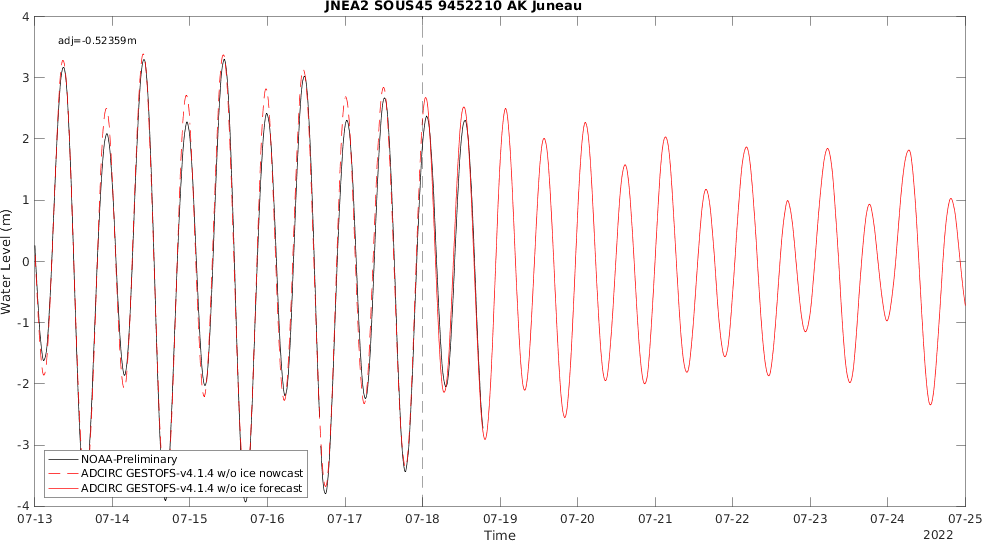 JNEA2 SOUS45 9452210 AK Juneau
adj=-0.52359m
4
3
2
1
0
-1
-2
-3
-4
Water Level (m)
NOAA-Preliminary
ADCIRC GESTOFS-v4.1.4 w/o ice nowcast
ADCIRC GESTOFS-v4.1.4 w/o ice forecast
07-13 07-14 07-15 07-16 07-17 07-18 07-19 07-20 07-21 07-22 07-23 07-24 07-25
Time
2022